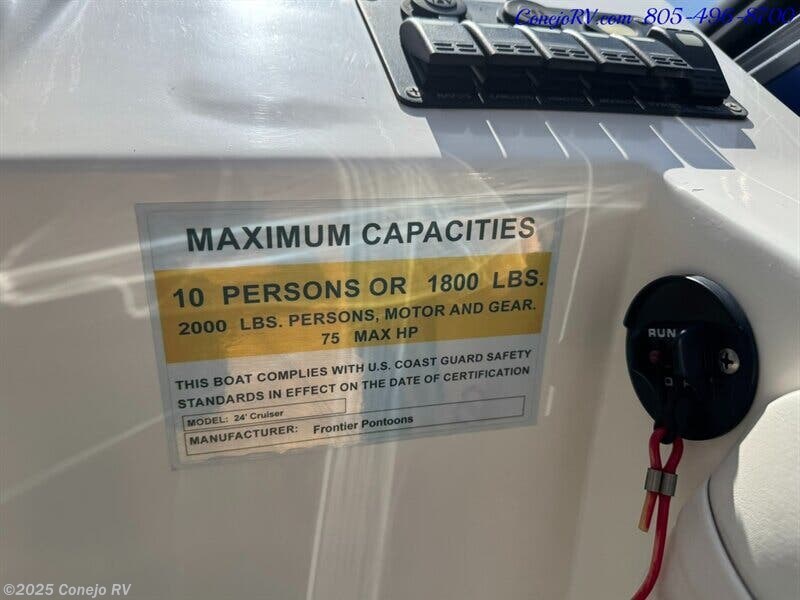 ConejoRV.com 805-496-8700
MAXIMUM CAPACITIES
10 PERSONS OR 1800 LBS.
2000 LBS. PERSONS, MOTOR AND GEAR.
75 MAX HP
THIS BOAT COMPLIES WITH U.S. COAST GUARD SAFETY
STANDARDS IN EFFECT ON THE DATE OF CERTIFICATION
MODEL: 24' Cruiser
MANUFACTURER: Frontier Pontoons
RUN
©2025 Conejo RV